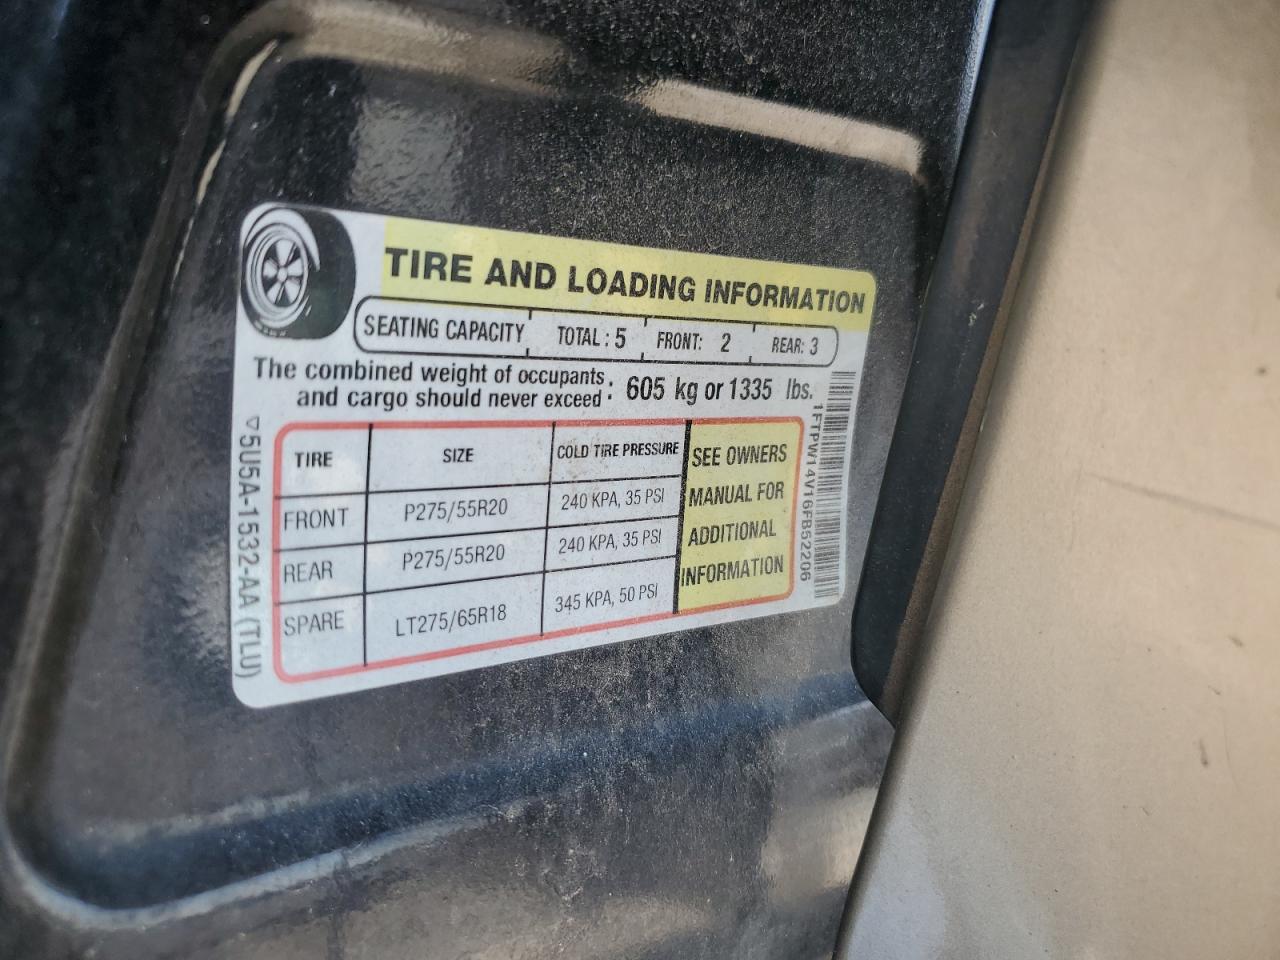 TIRE AND LOADING INFORMATION
SEATING CAPACITY TOTAL : 5 FRONT: 2 REAR: 3
The combined weight of occupants
and cargo should never exceed : 605 kg or 1335 lbs.
TIRE SIZE COLD TIRE PRESSURE
FRONT P275/55R20 240 KPA, 35 PSI
REAR P275/55R20 240 KPA, 35 PSI
SPARE LT275/65R18 345 KPA, 50 PSI
SEE OWNERS
MANUAL FOR
ADDITIONAL
INFORMATION
▽5U5A-1532-AA (TLU)
1FTPW14V16FB52206